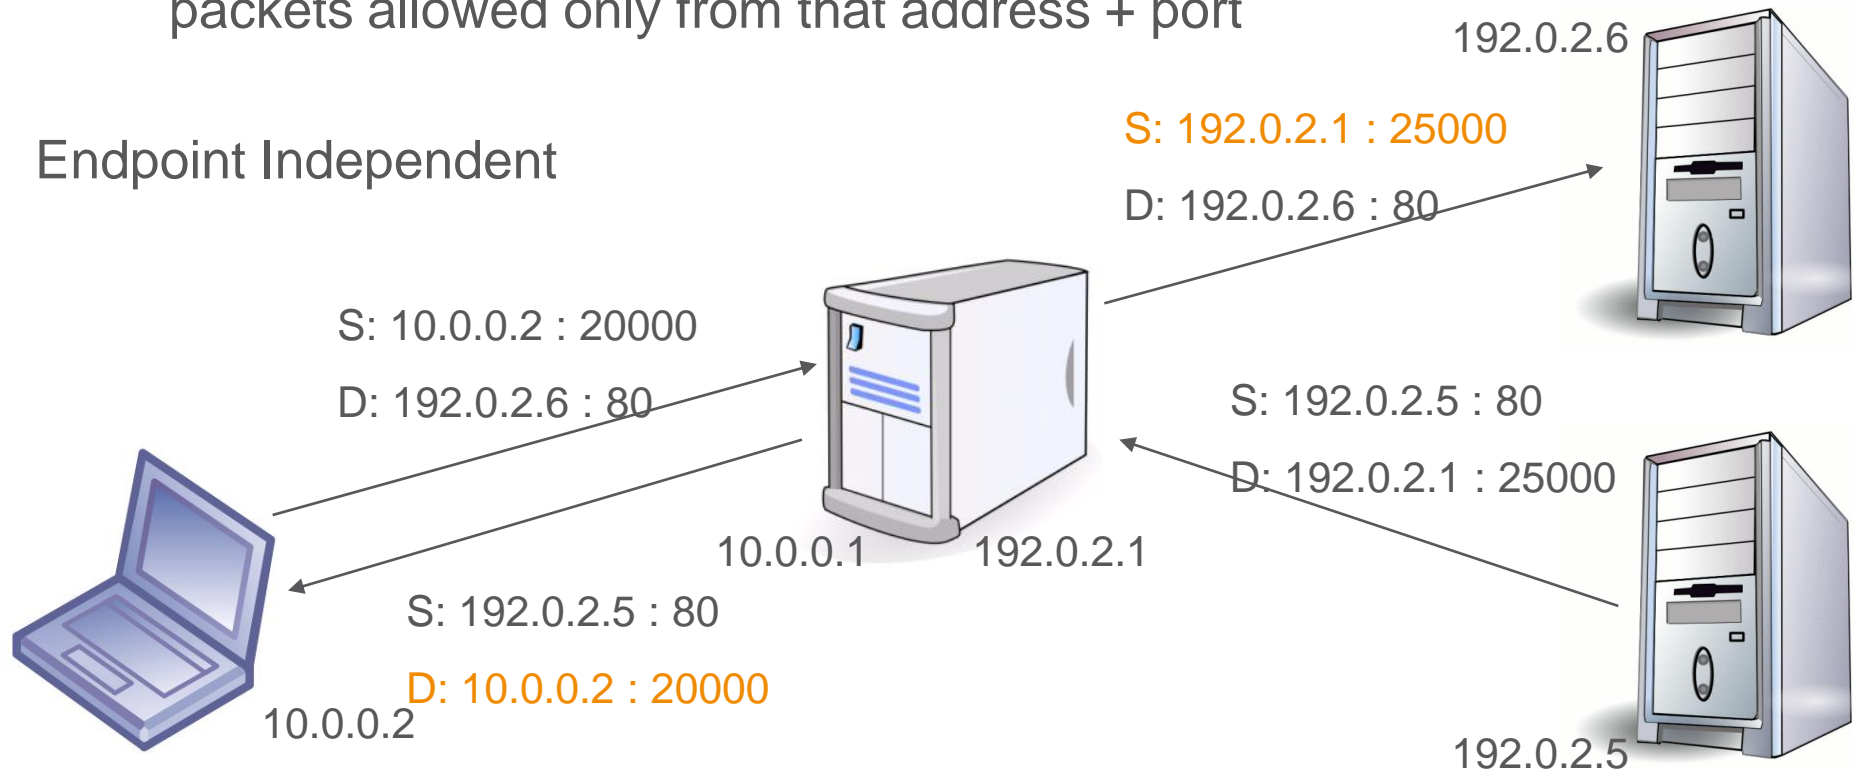 packets allowed only from that address + port
192.0.2.6
S: 192.0.2.1 : 25000
Endpoint Independent
D: 192.0.2.6 : 80
S: 10.0.0.2 : 20000
D: 192.0.2.6 : 80
S: 192.0.2.5 : 80
D: 192.0.2.1 : 25000
10.0.0.1
192.0.2.1
S: 192.0.2.5 : 80
D: 10.0.0.2 : 20000
10.0.0.2
192.0.2.5